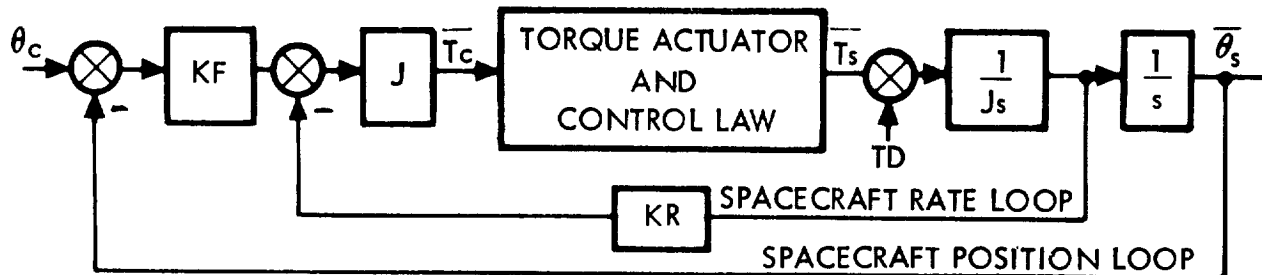 θc
KF
J
Tc
TORQUE ACTUATOR
AND
CONTROL LAW
Ts
TD
1
Js
1
s
θs
-
-
KR
SPACECRAFT RATE LOOP
SPACECRAFT POSITION LOOP